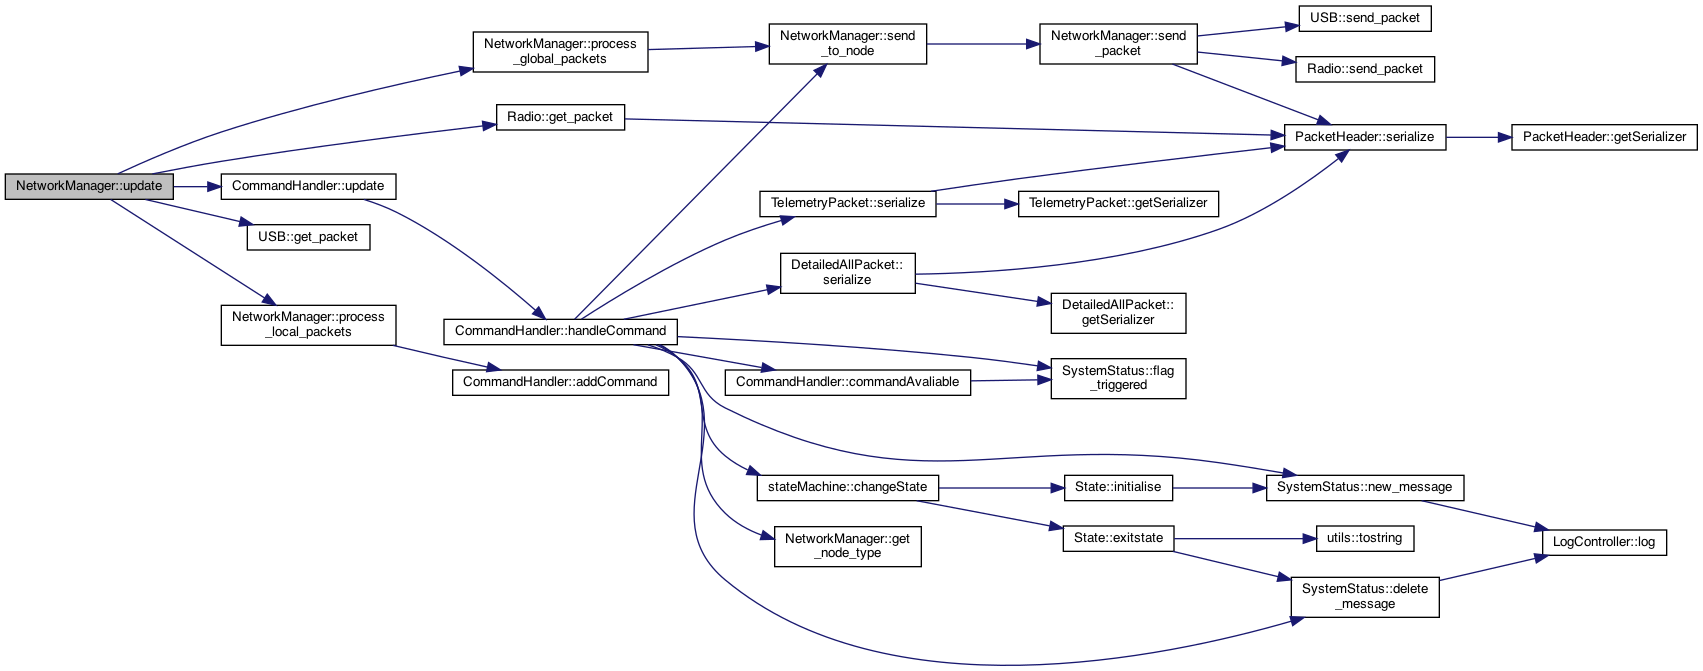 NetworkManager::update
NetworkManager::process
_global_packets
Radio::get_packet
CommandHandler::update
USB::get_packet
NetworkManager::process
_local_packets
CommandHandler::handleCommand
CommandHandler::addCommand
NetworkManager::send
_to_node
TelemetryPacket::serialize
DetailedAllPacket::
serialize
CommandHandler::commandAvaliable
stateMachine::changeState
NetworkManager::get
_node_type
NetworkManager::send
_packet
TelemetryPacket::getSerializer
DetailedAllPacket::
getSerializer
SystemStatus::flag
_triggered
State::initialise
State::exitstate
USB::send_packet
Radio::send_packet
PacketHeader::serialize
SystemStatus::new_message
utils::tostring
SystemStatus::delete
_message
PacketHeader::getSerializer
LogController::log